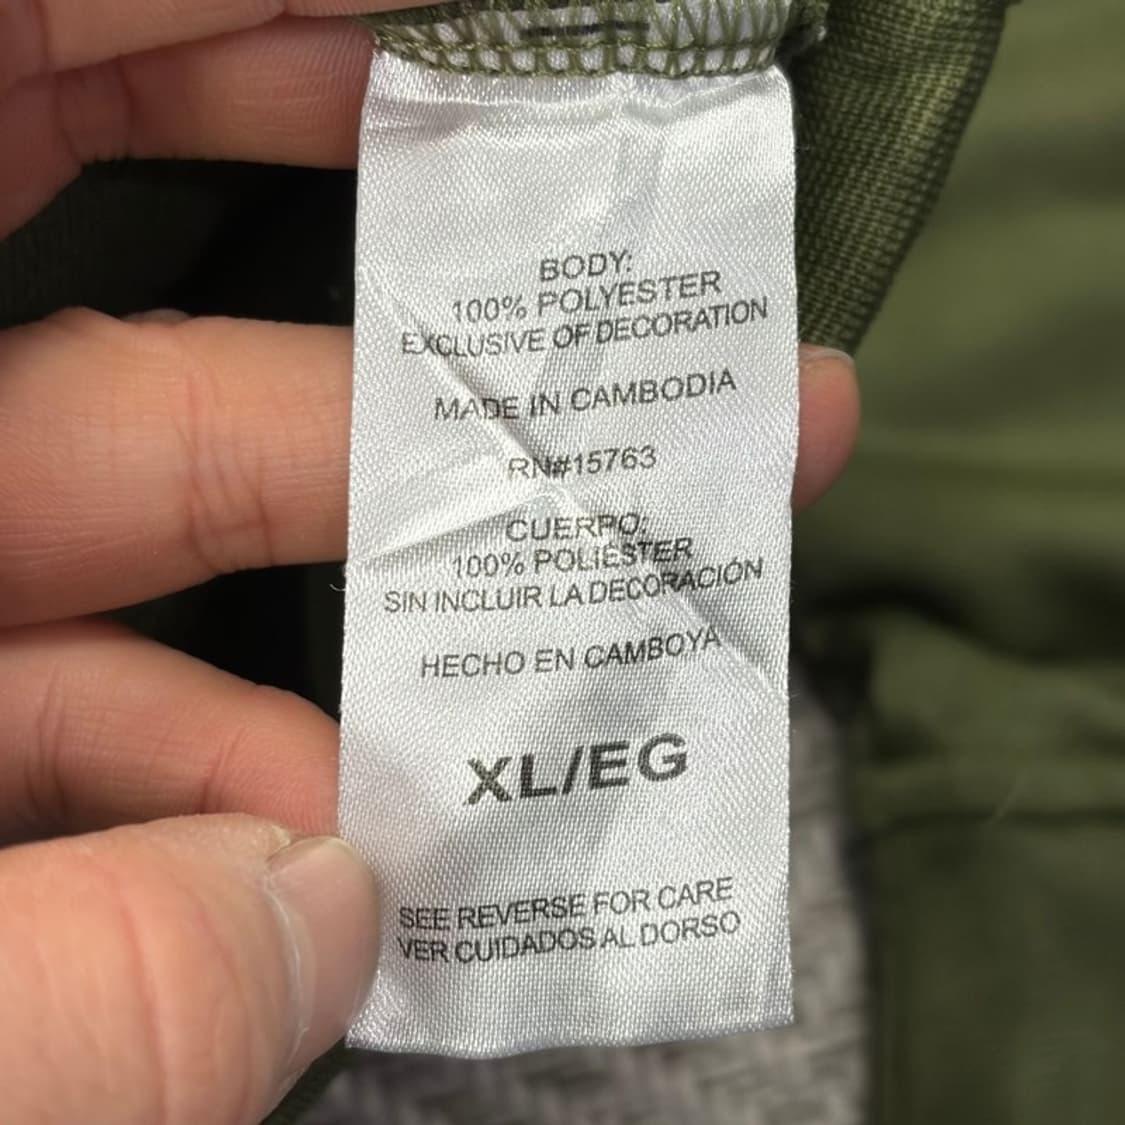 BODY:
100% POLYESTER
EXCLUSIVE OF DECORATION
MADE IN CAMBODIA
RN#15763
CUERPO:
100% POLIÉSTER
SIN INCLUIR LA DECORACIÓN
HECHO EN CAMBOYA
XL/EG
SEE REVERSE FOR CARE
VER CUIDADOS AL DORSO